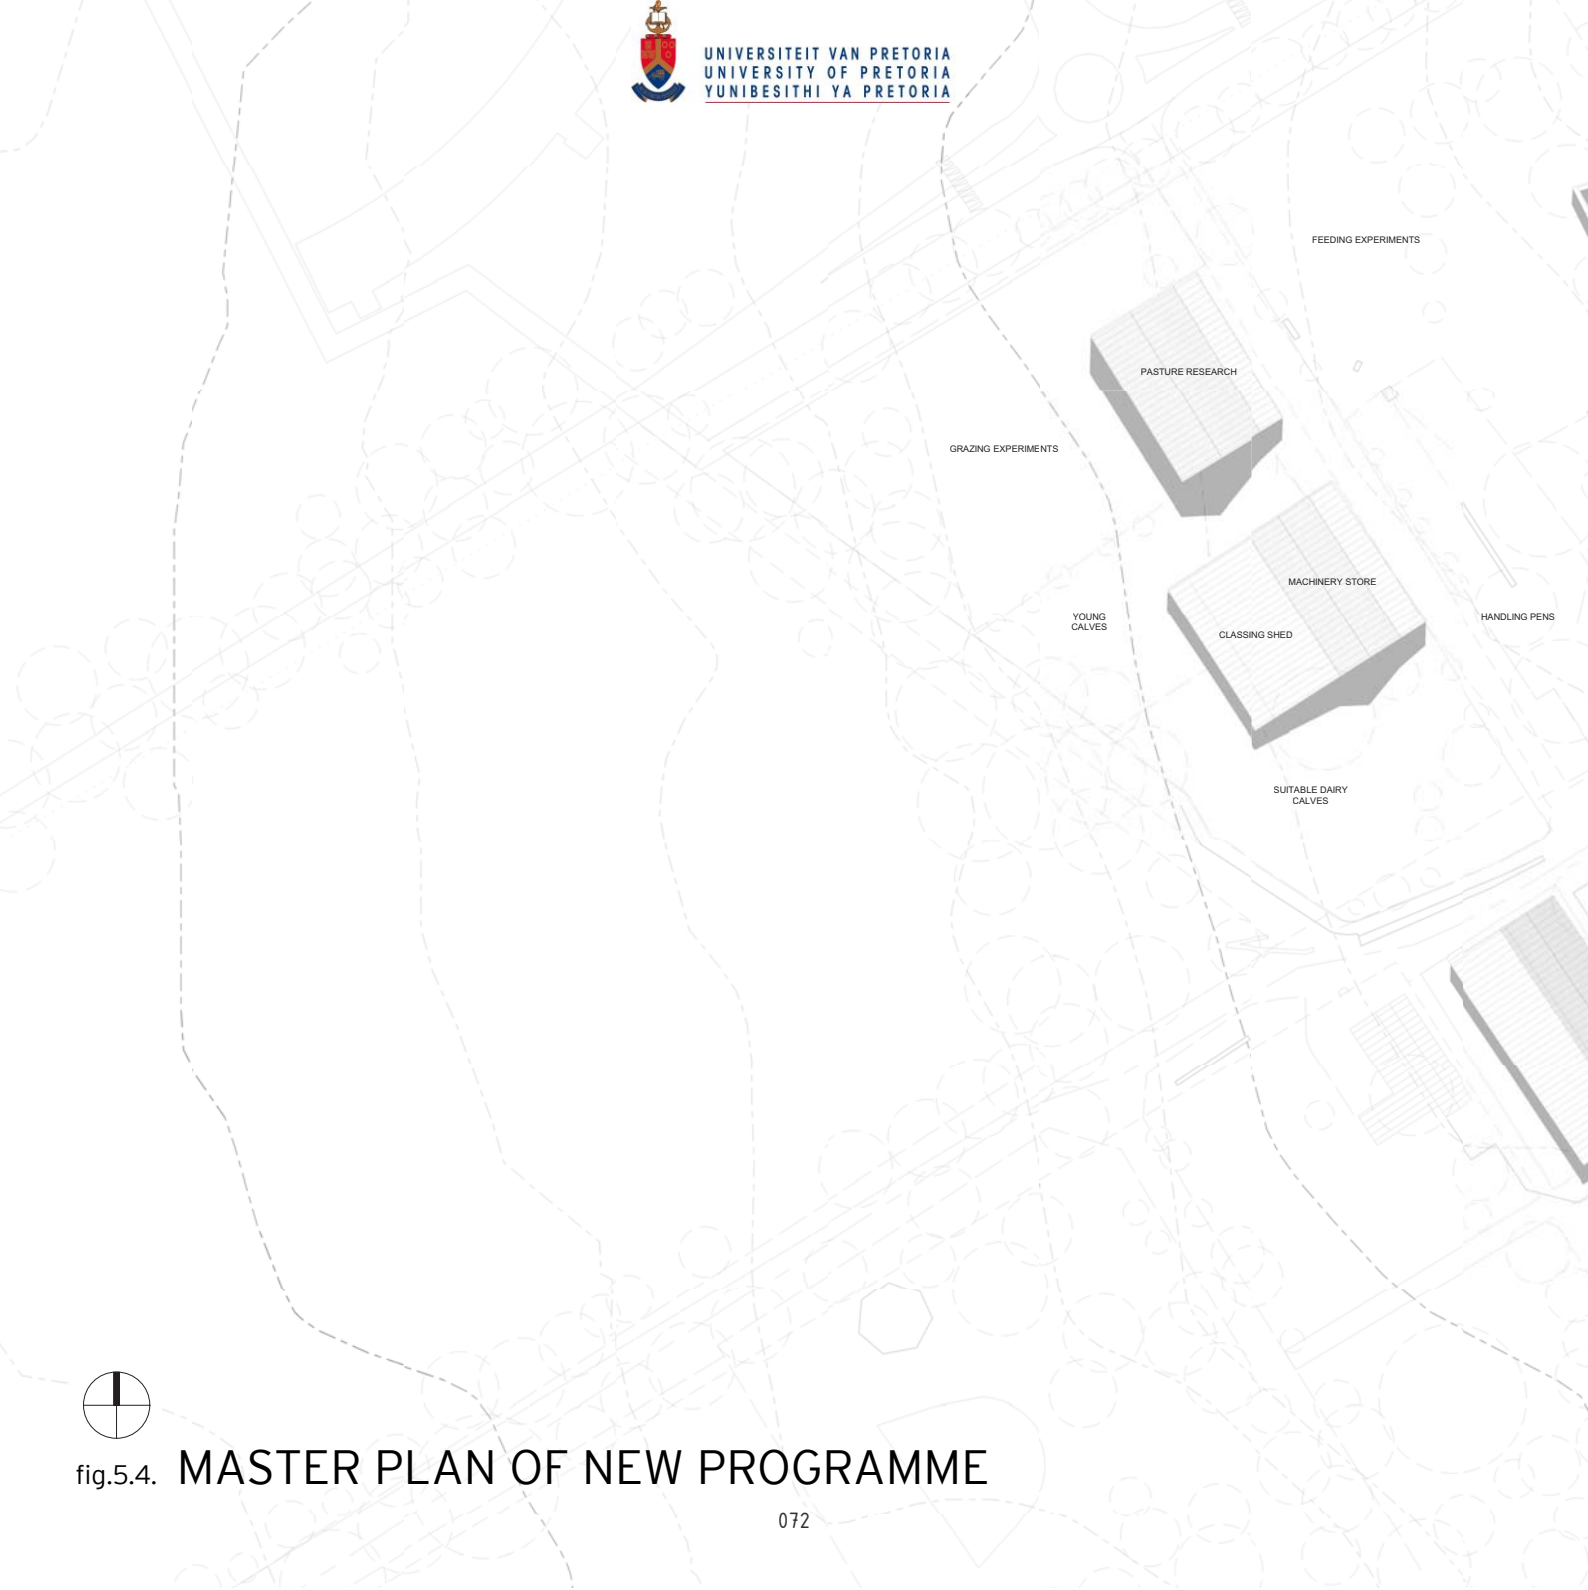 UNIVERSITEIT VAN PRETORIA
UNIVERSITY OF PRETORIA
YUNIBESITHI YA PRETORIA
FEEDING EXPERIMENTS
PASTURE RESEARCH
GRAZING EXPERIMENTS
MACHINERY STORE
YOUNG
CALVES
CLASSING SHED
HANDLING PENS
SUITABLE DAIRY
CALVES
fig.5.4. MASTER PLAN OF NEW PROGRAMME
072